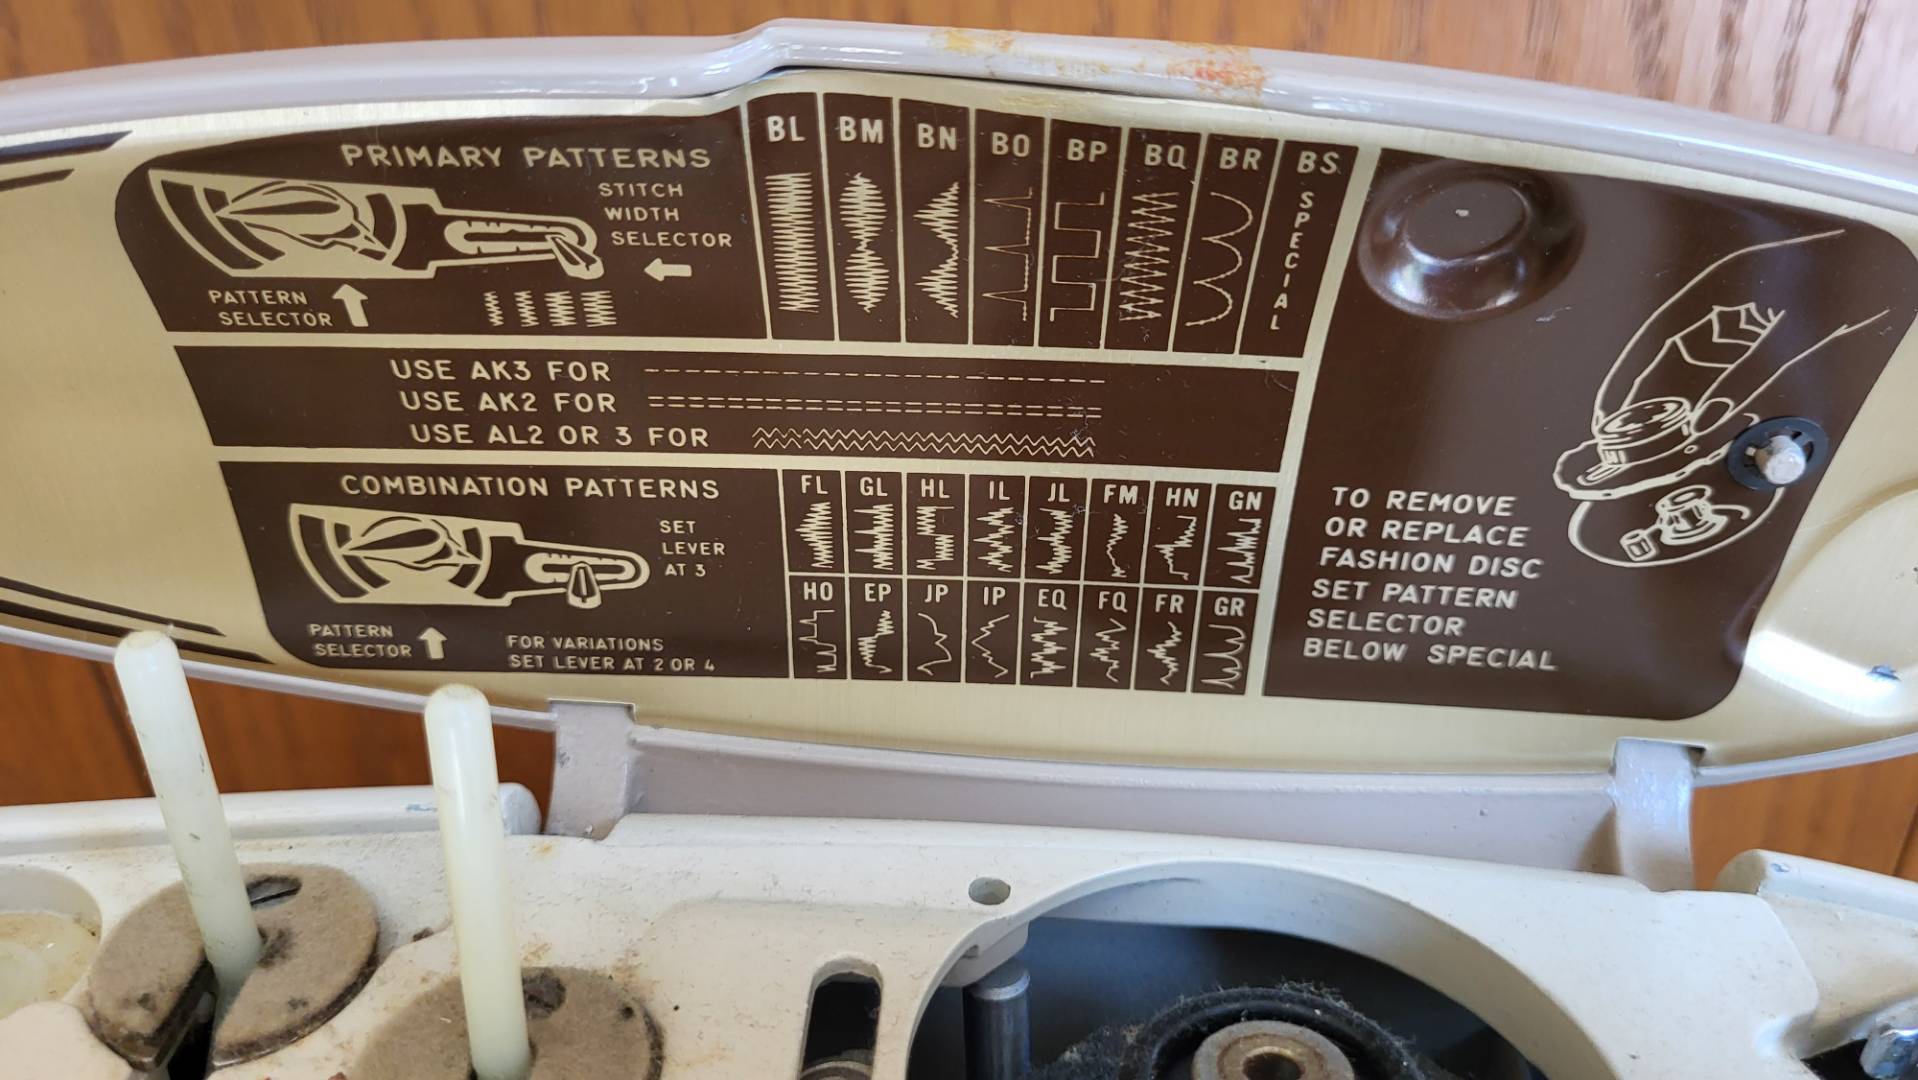 PRIMARY PATTERNS
STITCH
WIDTH
SELECTOR
PATTERN
SELECTOR
BL BM BN BO BP BQ BR BS
SPECIAL
USE AK3 FOR
USE AK2 FOR
USE AL2 OR 3 FOR
COMBINATION PATTERNS
SET
LEVER
AT 3
PATTERN
SELECTOR
FOR VARIATIONS
SET LEVER AT 2 OR 4
FL GL HL IL JL FM HN GN
HO EP JP IP EQ FQ FR GR
TO REMOVE
OR REPLACE
FASHION DISC
SET PATTERN
SELECTOR
BELOW SPECIAL